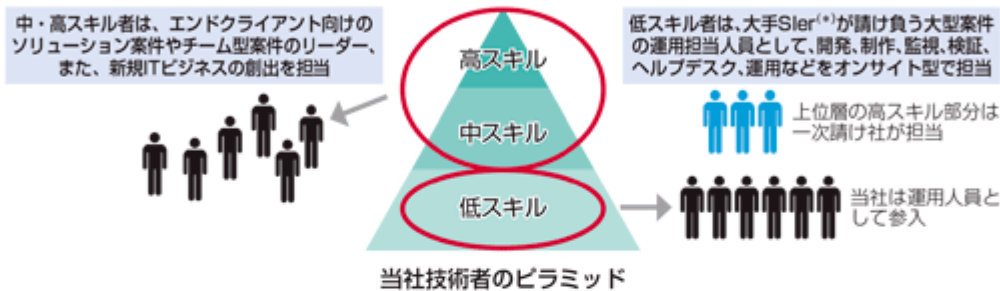 中・高スキル者は、エンドクライアント向けの
ソリューション案件やチーム型案件のリーダー、
また、新規ITビジネスの創出を担当
高スキル
中スキル
低スキル
当社技術者のピラミッド
低スキル者は、大手SIer(*)が請け負う大型案件
の運用担当人員として、開発、制作、監視、検証、
ヘルプデスク、運用などをオンサイト型で担当
上位層の高スキル部分は
一次請け社が担当
当社は運用人員と
して参入